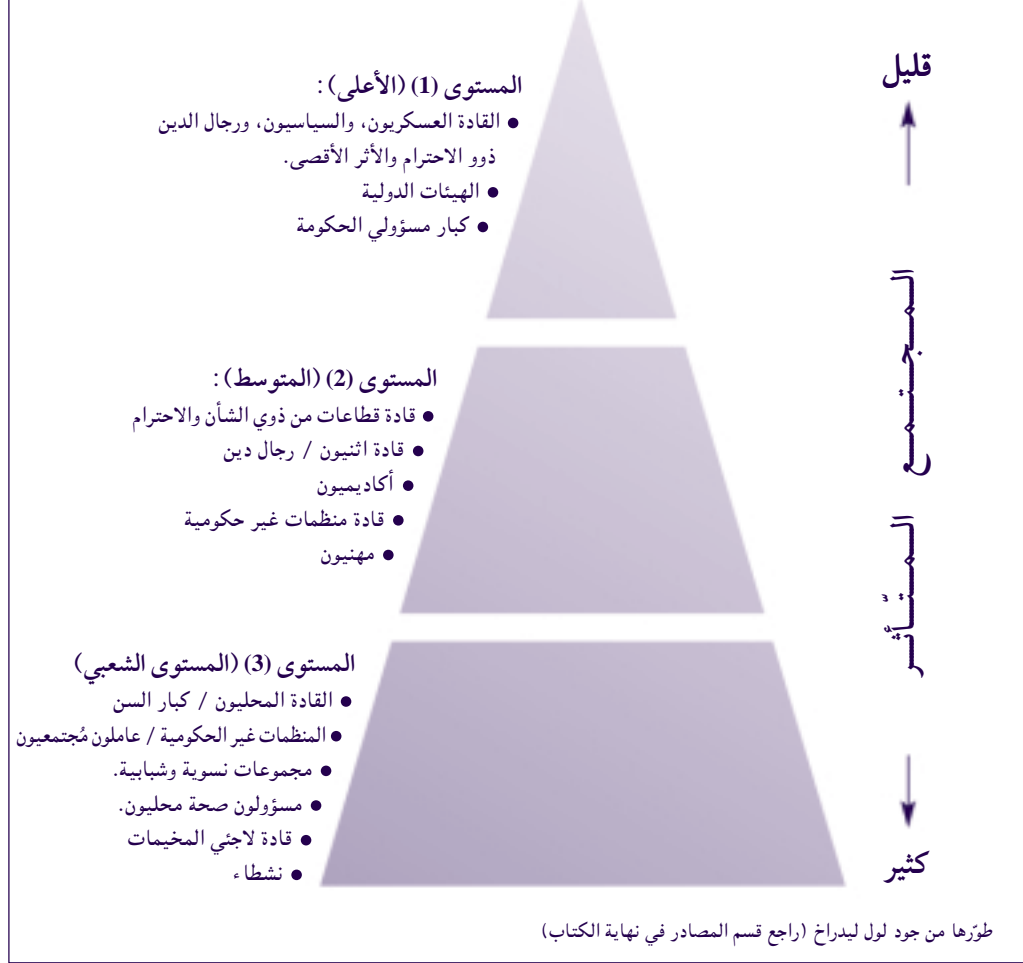 المستوى (1) (الأعلى):
● القادة العسكريون، والسياسيون، ورجال الدين
ذوو الاحترام والأثر الأقصى.
● الهيئات الدولية
● كبار مسؤولي الحكومة
المستوى (2) (المتوسط):
● قادة قطاعات من ذوي الشأن والاحترام
● قادة اثنيون / رجال دين
● أكاديميون
● قادة منظمات غير حكومية
● مهنيون
المستوى (3) (المستوى الشعبي)
● القادة المحليون / كبار السن
● المنظمات غير الحكومية / عاملون مُجتمعيون
● مجموعات نسوية وشبابية.
● مسؤولون صحة محليون.
● قادة لاجئي المخيمات
● نشطاء
قليل
المـجـتـمـع
المـتّـأثـر
كثير
طوّرها من جود لول ليدراخ (راجع قسم المصادر في نهاية الكتاب)